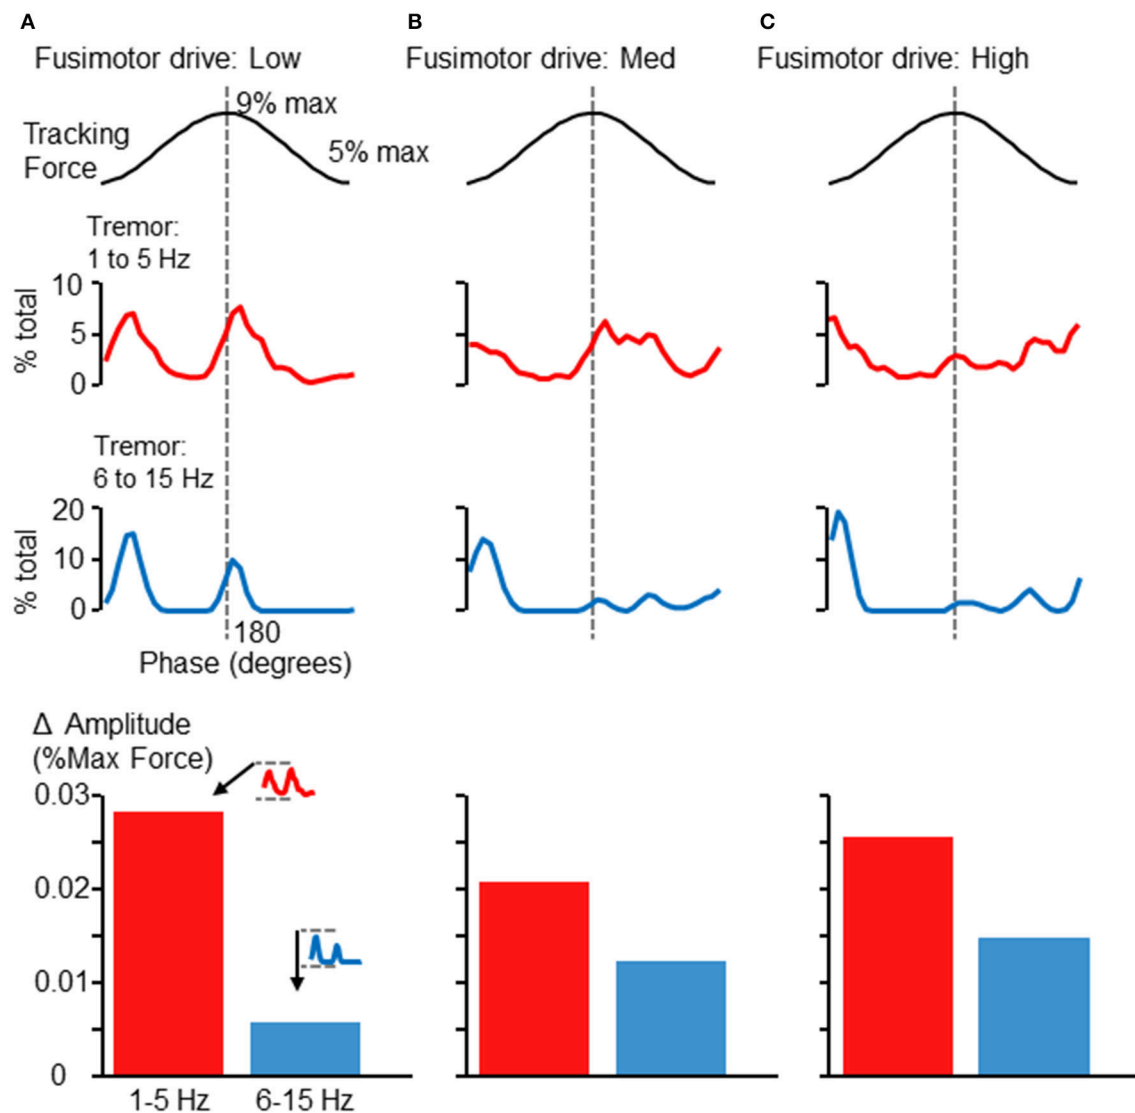 A
B
C
Fusimotor drive: Low
Fusimotor drive: Med
Fusimotor drive: High
9% max
Tracking
Force
5% max
Tremor:
1 to 5 Hz
10
5
0
% total
Tremor:
6 to 15 Hz
20
10
0
% total
180
Phase (degrees)
Δ Amplitude
(%Max Force)
0.03
0.02
0.01
0
1-5 Hz
6-15 Hz